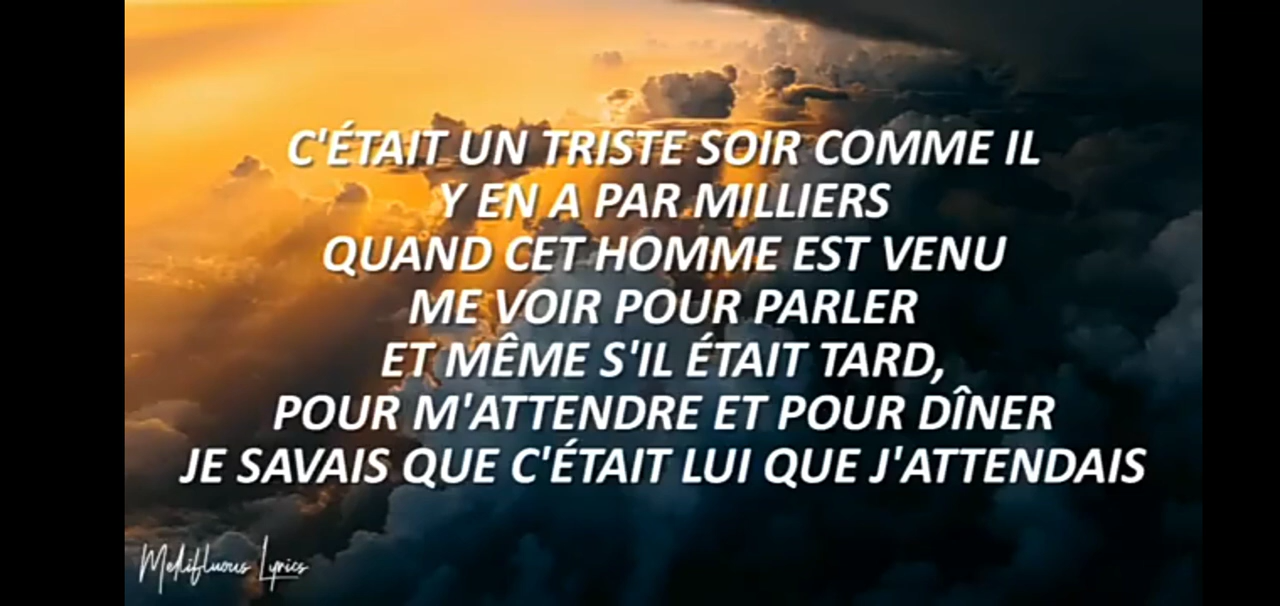 C'ÉTAIT UN TRISTE SOIR COMME IL
Y EN A PAR MILLIERS
QUAND CET HOMME EST VENU
ME VOIR POUR PARLER
ET MÊME S'IL ÉTAIT TARD,
POUR M'ATTENDRE ET POUR DÎNER
JE SAVAIS QUE C'ÉTAIT LUI QUE J'ATTENDAIS
Mellifluous Lyrics